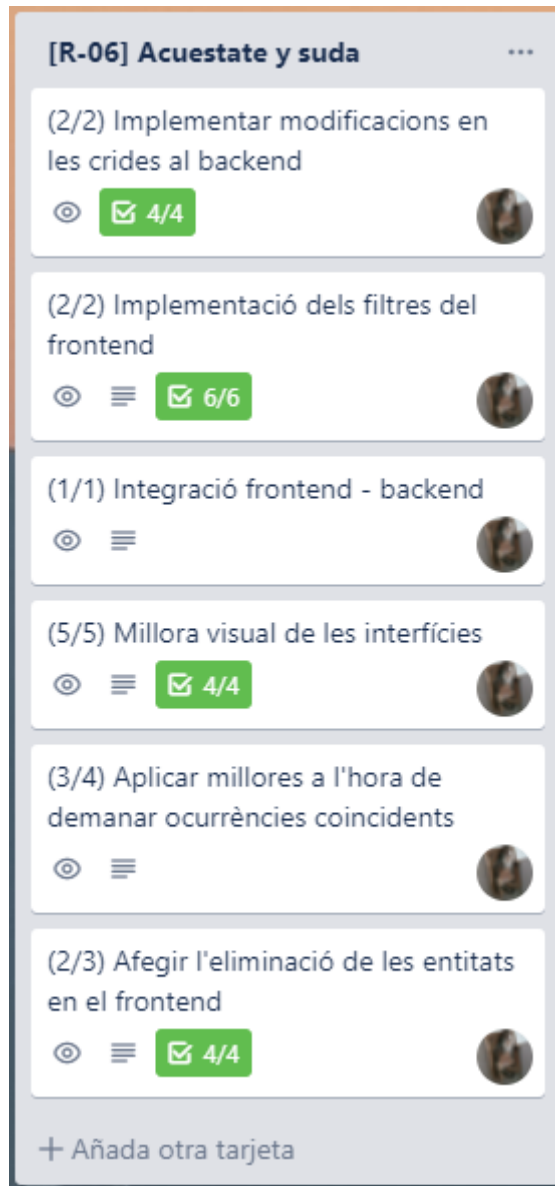 [R-06] Acuestate y suda
(2/2) Implementar modificacions en
les crides al backend
4/4
(2/2) Implementació dels filtres del
frontend
6/6
(1/1) Integració frontend - backend
(5/5) Millora visual de les interfícies
4/4
(3/4) Aplicar millores a l'hora de
demanar ocurrències coincidents
(2/3) Afegir l'eliminació de les entitats
en el frontend
4/4
+ Añada otra tarjeta